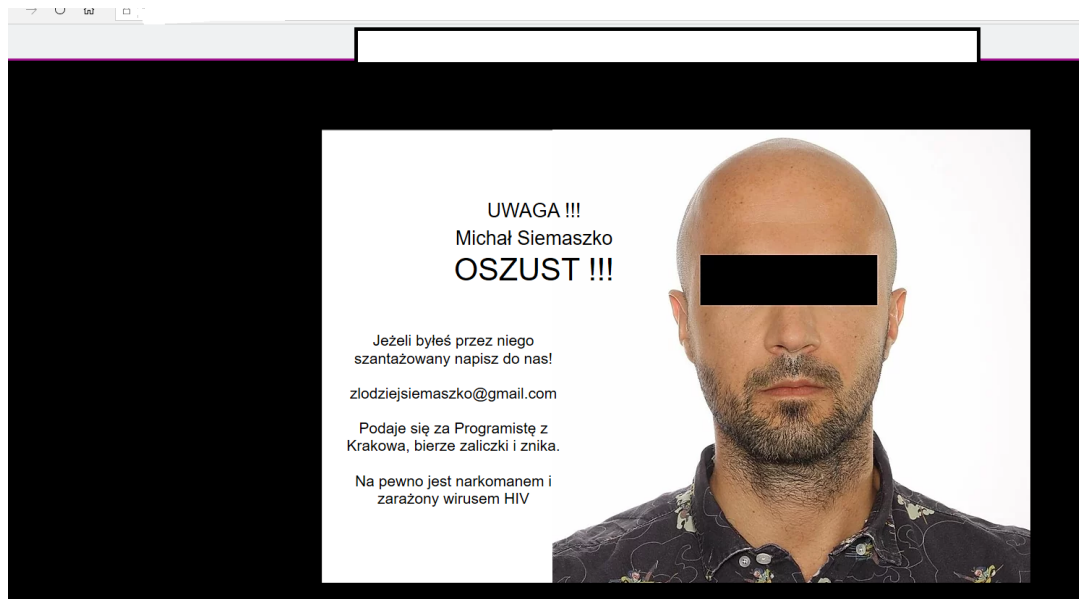 UWAGA !!!
Michał Siemaszko
OSZUST !!!
Jeżeli byłeś przez niego
szantażowany napisz do nas!
zlodziejsiemaszko@gmail.com
Podaje się za Programistę z
Krakowa, bierze zaliczki i znika.
Na pewno jest narkomanem i
zarażony wirusem HIV